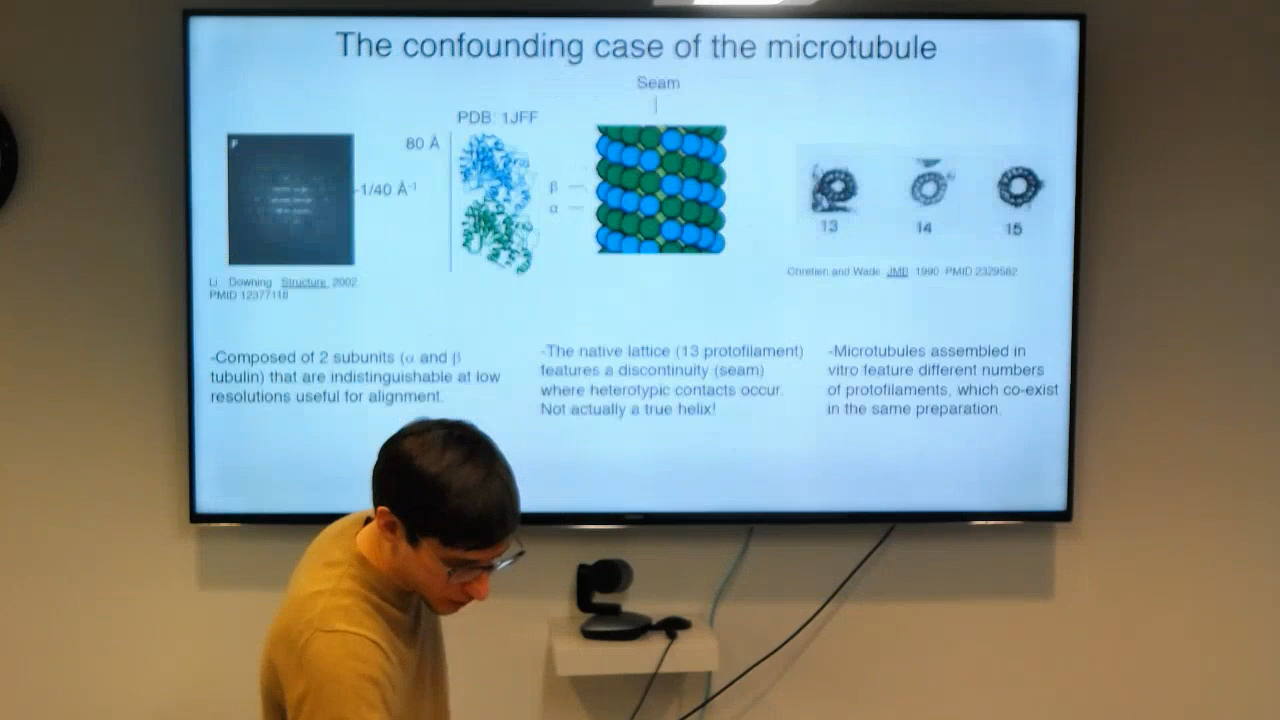 The confounding case of the microtubule
Seam
PDB: 1JFF
80 Å
1/40 Å⁻¹
β
α
13
14
15
Li Downing Structure 2002
PMID 12377118
Chretien and Wade JMB 1990 PMID 2329582
-Composed of 2 subunits (α and β
tubulin) that are indistinguishable at low
resolutions useful for alignment.
-The native lattice (13 protofilament)
features a discontinuity (seam)
where heterotypic contacts occur.
Not actually a true helix!
-Microtubules assembled in
vitro feature different numbers
of protofilaments, which co-exist
in the same preparation.